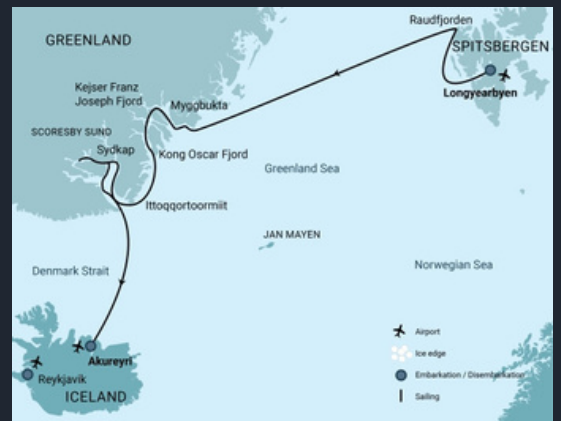 Raudfjorden
GREENLAND
SPITSBERGEN
Longyearbyen
Kejser Franz
Joseph Fjord
Myggbukta
SCORESBY SUND
Sydkap
Kong Oscar Fjord
Greenland Sea
Ittoqqortoormiit
JAN MAYEN
Denmark Strait
Norwegian Sea
Airport
Ice edge
Akureyri
Embarkation / Disembarkation
Reykjavik
ICELAND
Sailing